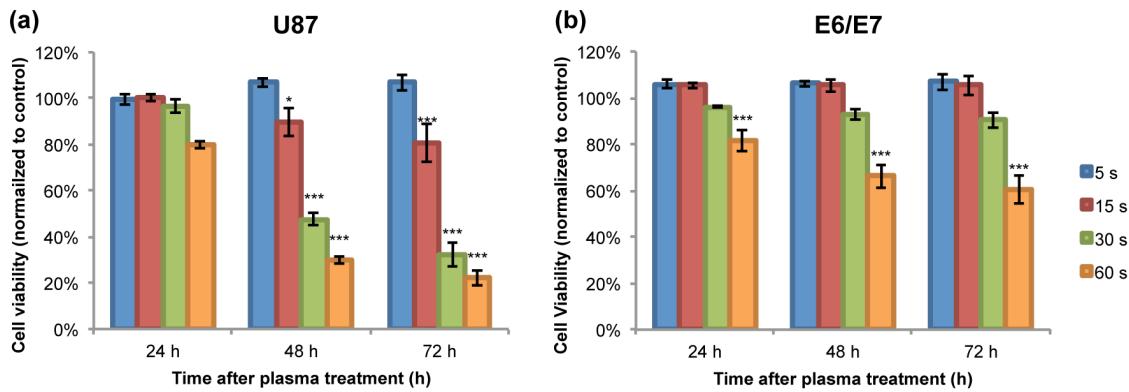 (a)
U87
Cell viability (normalized to control)
120%
100%
80%
60%
40%
20%
0%
*
***
***
***
***
***
24 h
48 h
72 h
Time after plasma treatment (h)
(b)
E6/E7
Cell Viability (normalized to control)
120%
100%
80%
60%
40%
20%
0%
***
***
***
24 h
48 h
72 h
Time after plasma treatment (h)
5 s
15 s
30 s
60 s